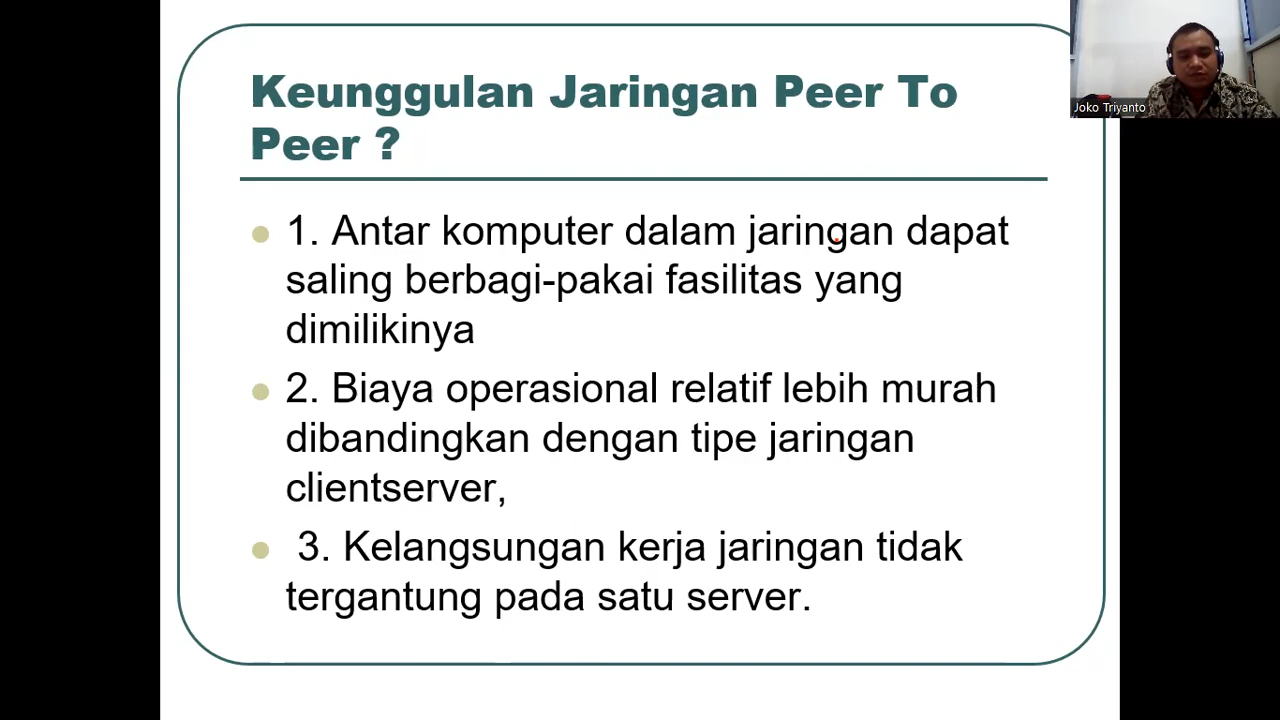 Keunggulan Jaringan Peer To
Peer ?
1. Antar komputer dalam jaringan dapat
saling berbagi-pakai fasilitas yang
dimilikinya
2. Biaya operasional relatif lebih murah
dibandingkan dengan tipe jaringan
clientserver,
3. Kelangsungan kerja jaringan tidak
tergantung pada satu server.
Joko Triyanto